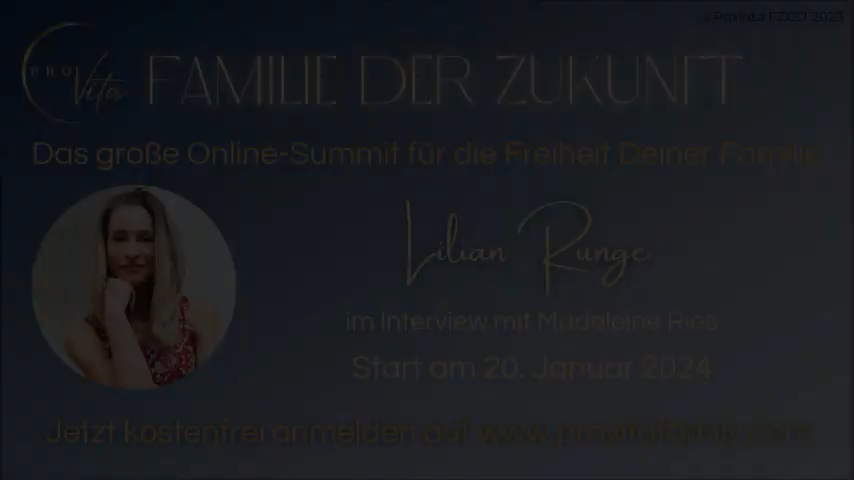 © ProVita FZCO 2023
PRO Vita
FAMILIE DER ZUKUNFT
Das große Online-Summit für die Freiheit Deiner Familie
Lilian Runge
im Interview mit Madeleine Ries
Start am 20. Januar 2024
Jetzt kostenfrei anmelden auf